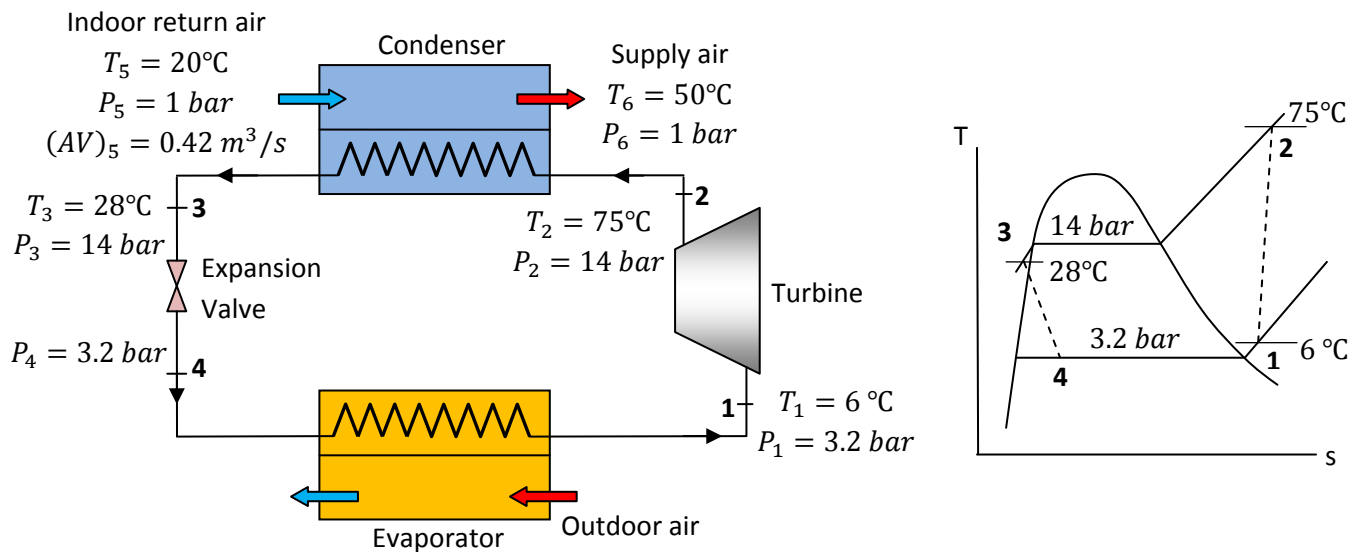 Indoor return air
T₅ = 20℃
P₅ = 1 bar
(AV)₅ = 0.42 m³/s
Condenser
Supply air
T₆ = 50℃
P₆ = 1 bar
T₃ = 28℃
P₃ = 14 bar
3
Expansion
Valve
2
T₂ = 75℃
P₂ = 14 bar
Turbine
P₄ = 3.2 bar
4
1
T₁ = 6 ℃
P₁ = 3.2 bar
Outdoor air
Evaporator
T
75℃
2
3
14 bar
28℃
3.2 bar
4
1
6 ℃
s